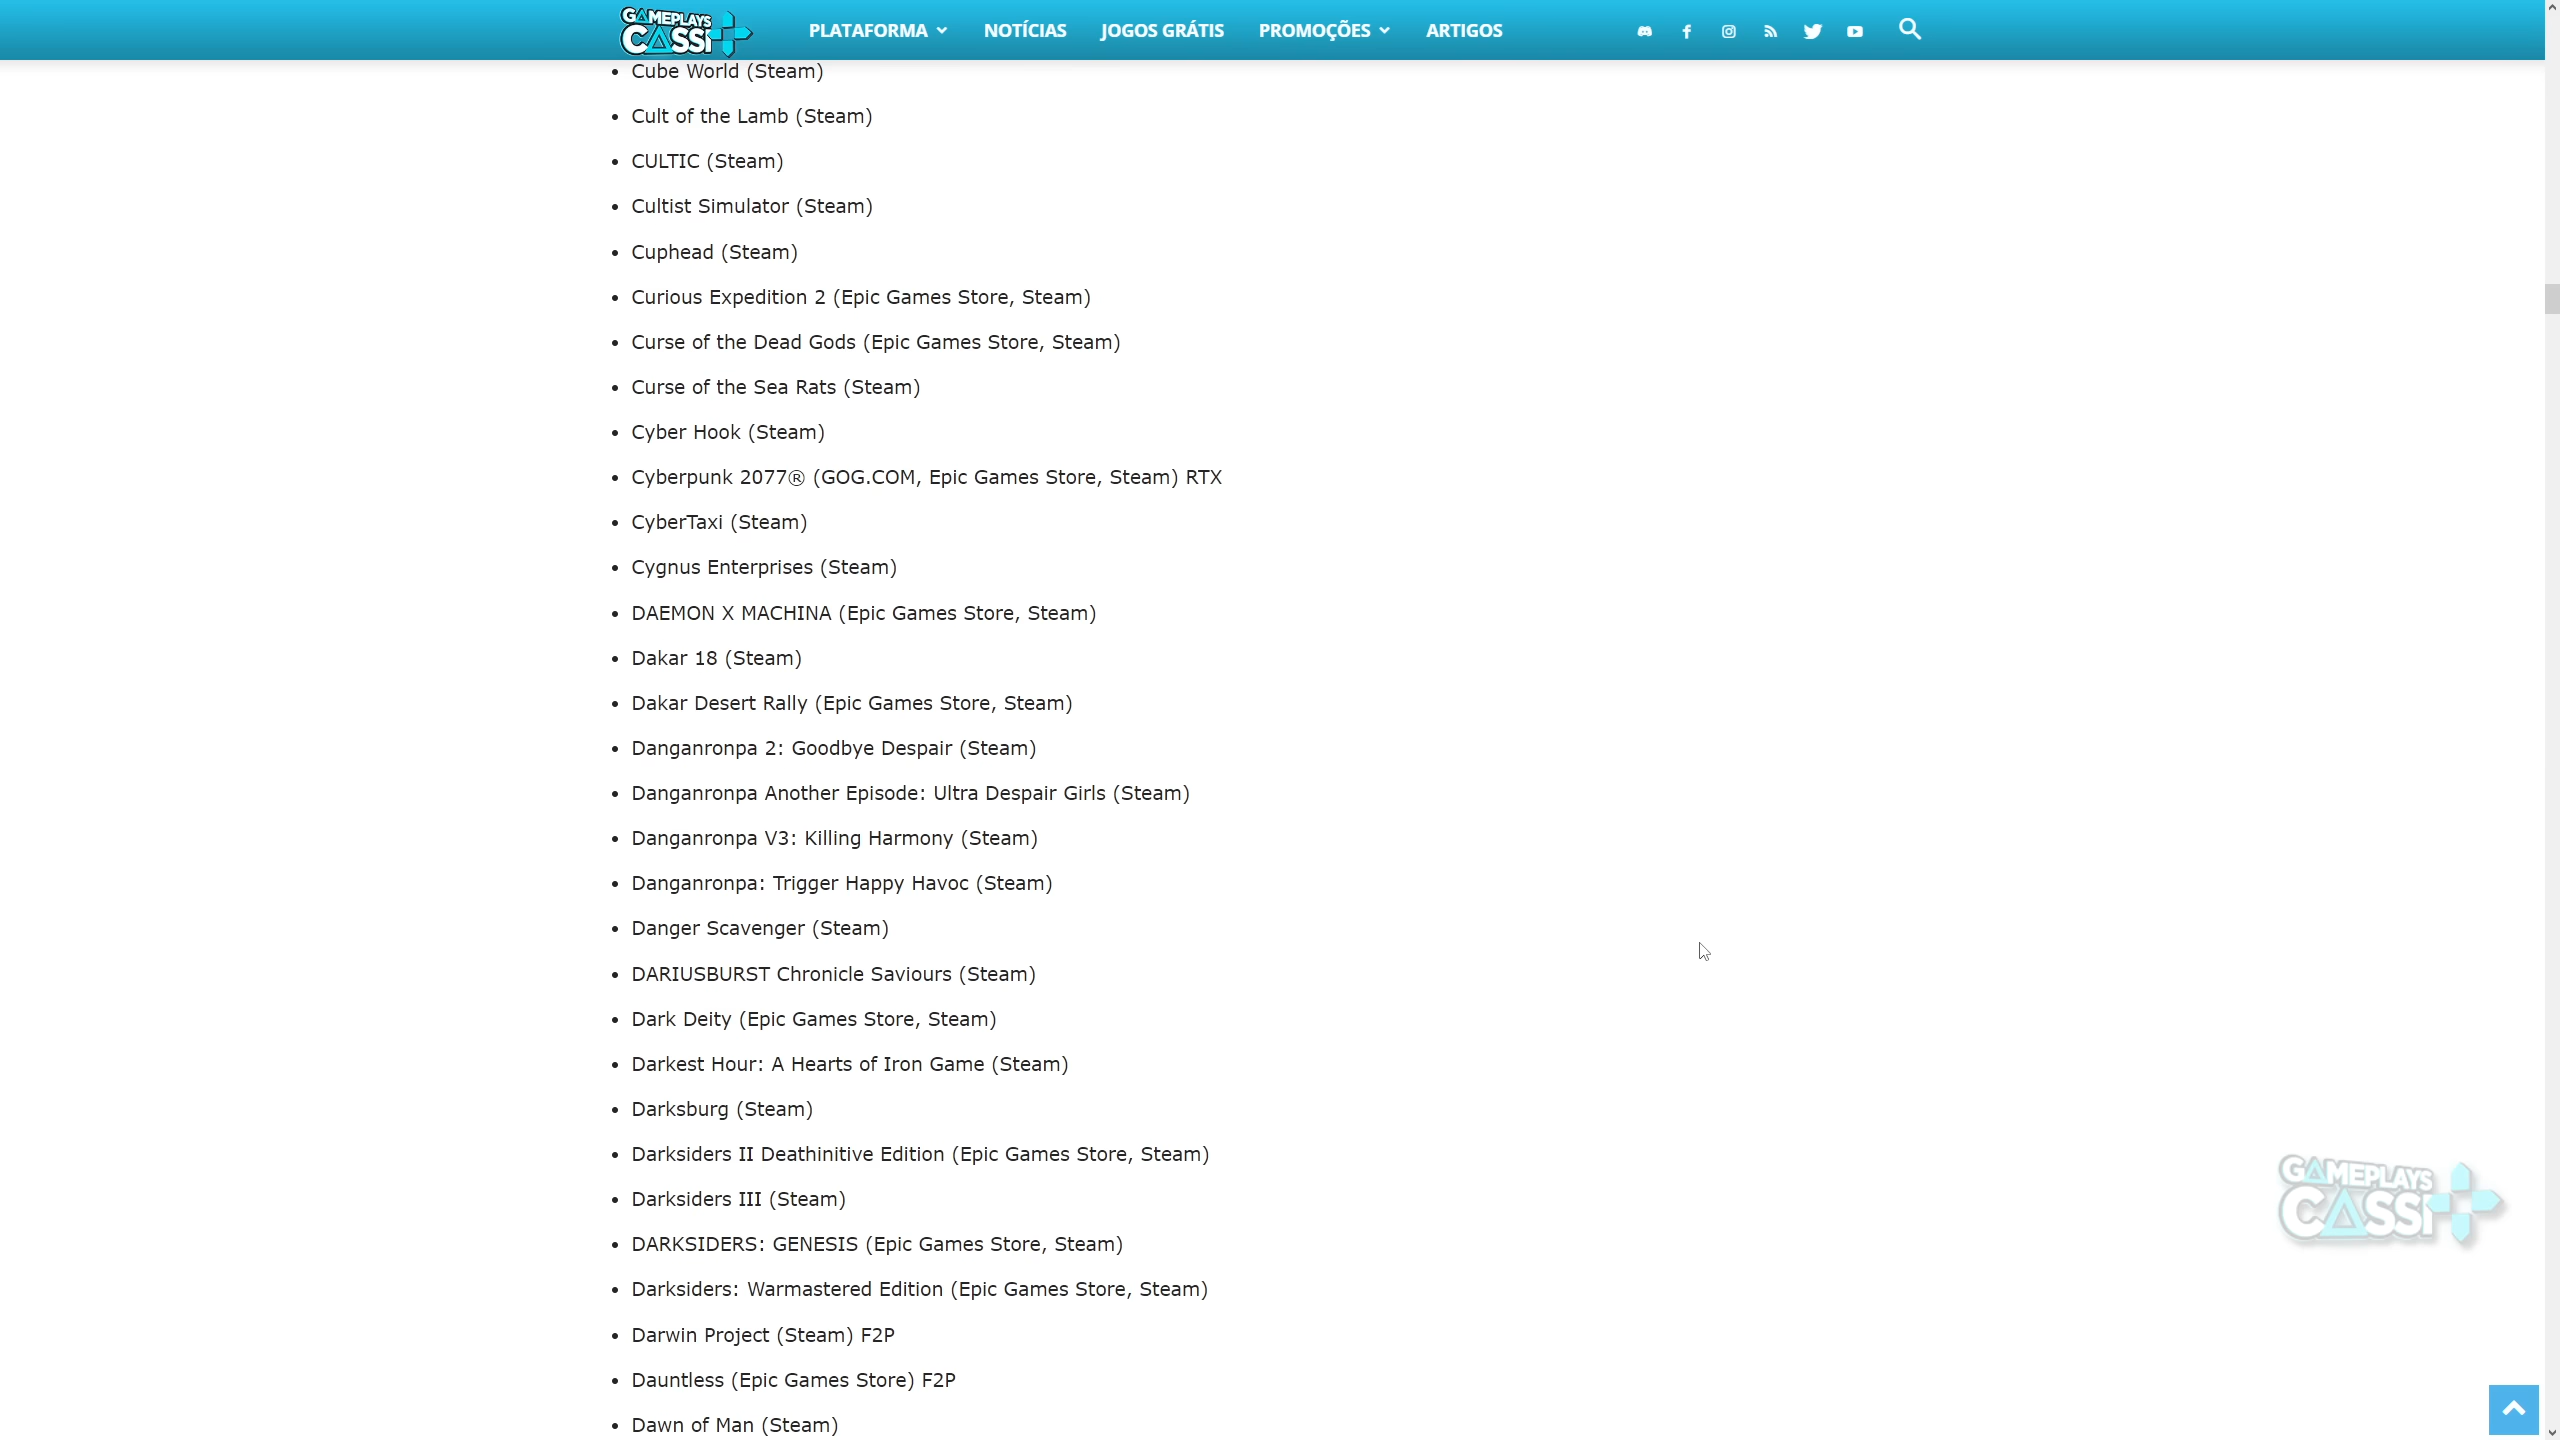 GAMEPLAYS
CASSI
PLATAFORMA
NOTÍCIAS
JOGOS GRÁTIS
PROMOÇÕES
ARTIGOS
Cube World (Steam)
Cult of the Lamb (Steam)
CULTIC (Steam)
Cultist Simulator (Steam)
Cuphead (Steam)
Curious Expedition 2 (Epic Games Store, Steam)
Curse of the Dead Gods (Epic Games Store, Steam)
Curse of the Sea Rats (Steam)
Cyber Hook (Steam)
Cyberpunk 2077® (GOG.COM, Epic Games Store, Steam) RTX
CyberTaxi (Steam)
Cygnus Enterprises (Steam)
DAEMON X MACHINA (Epic Games Store, Steam)
Dakar 18 (Steam)
Dakar Desert Rally (Epic Games Store, Steam)
Danganronpa 2: Goodbye Despair (Steam)
Danganronpa Another Episode: Ultra Despair Girls (Steam)
Danganronpa V3: Killing Harmony (Steam)
Danganronpa: Trigger Happy Havoc (Steam)
Danger Scavenger (Steam)
DARIUSBURST Chronicle Saviours (Steam)
Dark Deity (Epic Games Store, Steam)
Darkest Hour: A Hearts of Iron Game (Steam)
Darksburg (Steam)
Darksiders II Deathinitive Edition (Epic Games Store, Steam)
Darksiders III (Steam)
DARKSIDERS: GENESIS (Epic Games Store, Steam)
Darksiders: Warmastered Edition (Epic Games Store, Steam)
Darwin Project (Steam) F2P
Dauntless (Epic Games Store) F2P
Dawn of Man (Steam)
GAMEPLAYS
CASSI